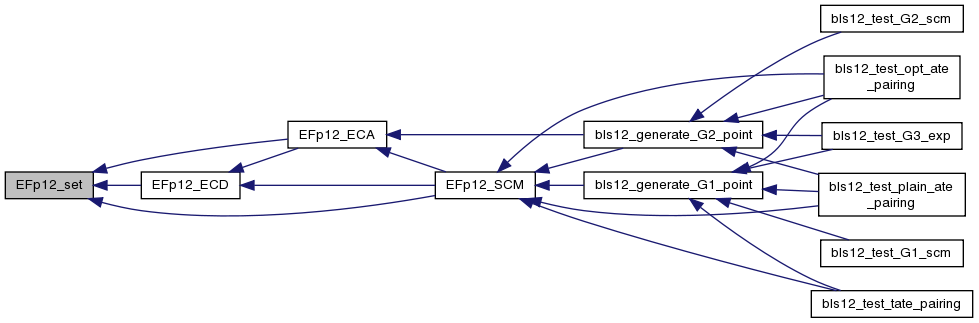 EFp12_set
EFp12_ECA
EFp12_ECD
EFp12_SCM
bls12_generate_G2_point
bls12_generate_G1_point
bls12_test_G2_scm
bls12_test_opt_ate
_pairing
bls12_test_G3_exp
bls12_test_plain_ate
_pairing
bls12_test_G1_scm
bls12_test_tate_pairing